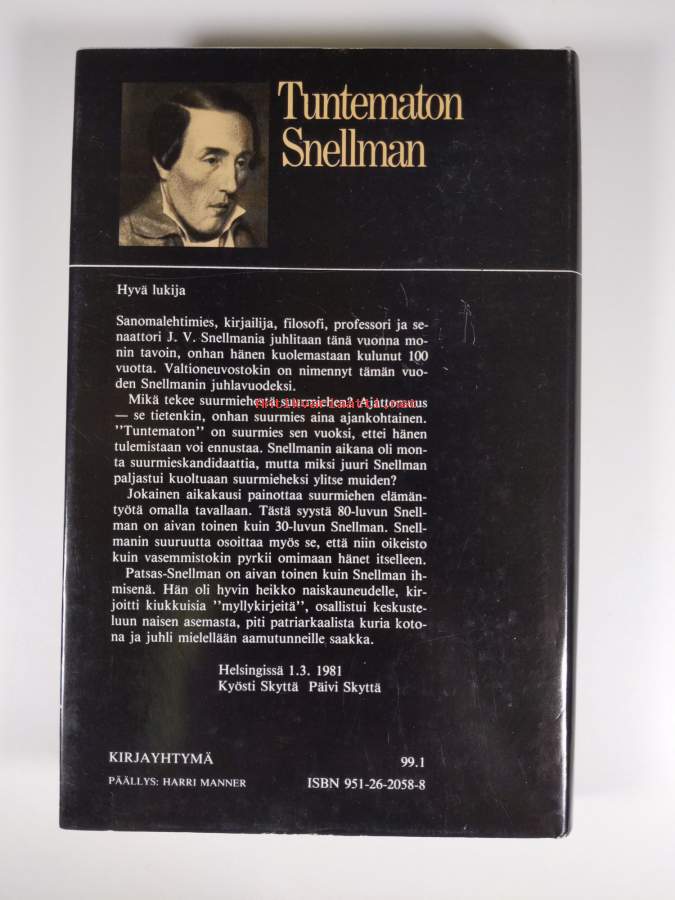 Tuntematon
Snellman
Hyvä lukija
Sanomalehtimies, kirjailija, filosofi, professori ja se-
naattori J. V. Snellmania juhlitaan tänä vuonna mo-
nin tavoin, onhan hänen kuolemastaan kulunut 100
vuotta. Valtioneuvostokin on nimennyt tämän vuo-
den Snellmanin juhlavuodeksi.
Mikä tekee suurmiehestä suurmiehen? Ajattomuus
— se tietenkin, onhan suurmies aina ajankohtainen.
"Tuntematon" on suurmies sen vuoksi, ettei hänen
tulemistaan voi ennustaa. Snellmanin aikana oli mon-
ta suurmieskandidaattia, mutta miksi juuri Snellman
paljastui kuoltuaan suurmieheksi ylitse muiden?
Jokainen aikakausi painottaa suurmiehen elämän-
työtä omalla tavallaan. Tästä syystä 80-luvun Snell-
man on aivan toinen kuin 30-luvun Snellman. Snell-
manin suuruutta osoittaa myös se, että niin oikeisto
kuin vasemmistokin pyrkii omimaan hänet itselleen.
Patsas-Snellman on aivan toinen kuin Snellman ih-
misenä. Hän oli hyvin heikko naiskauneudelle, kir-
joitti kiukkuisia "myllykirjeitä", osallistui keskuste-
luun naisen asemasta, piti patriarkaalista kuria koto-
na ja juhli mielellään aamutunneille saakka.
Helsingissä 1.3. 1981
Kyösti Skyttä Päivi Skyttä
KIRJAYHTYMÄ 99.1
PÄÄLLYS: HARRI MANNER ISBN 951-26-2058-8